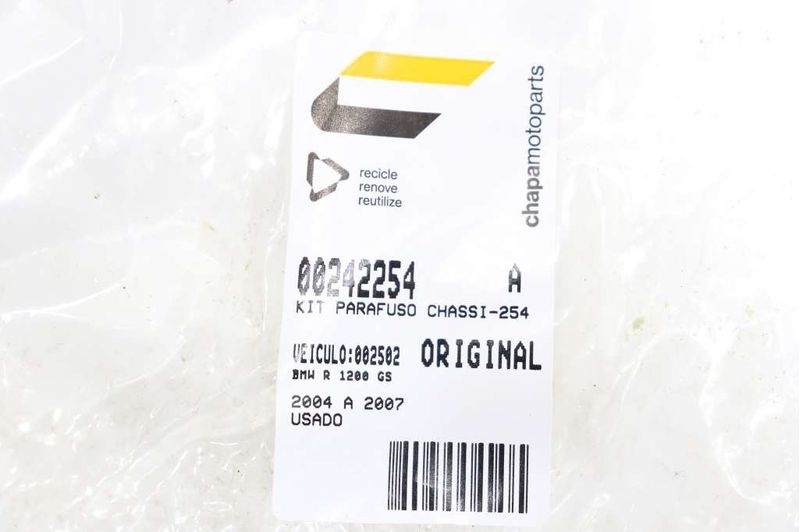 chapamotoparts
recicle
renove
reutilize
00242254 A
KIT PARAFUSO CHASSI-254
VEICULO:002502 ORIGINAL
BMW R 1200 GS
2004 A 2007
USADO